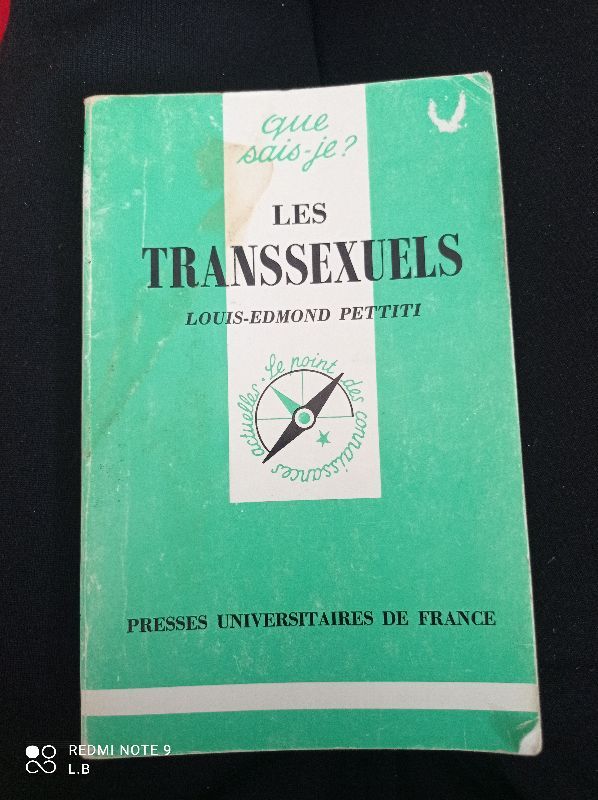 que
sais-je?
LES
TRANSSEXUELS
LOUIS-EDMOND PETTITI
Le point des connaissances actuelles.
PRESSES UNIVERSITAIRES DE FRANCE
REDMI NOTE 9
L.B